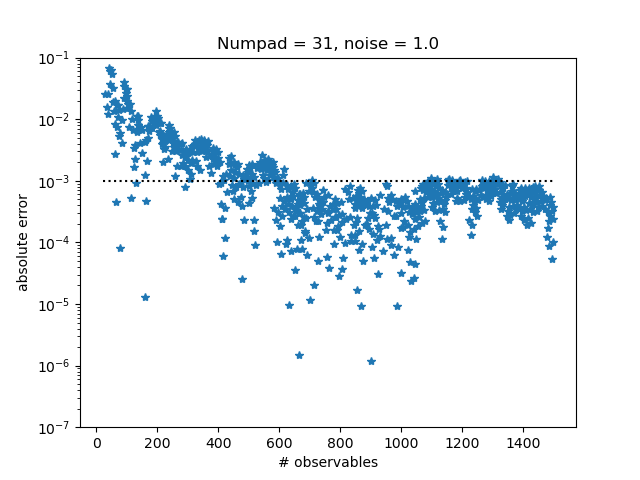 Numpad = 31, noise = 1.0
10⁻¹
10⁻²
10⁻³
10⁻⁴
10⁻⁵
10⁻⁶
10⁻⁷
absolute error
0 200 400 600 800 1000 1200 1400
# observables